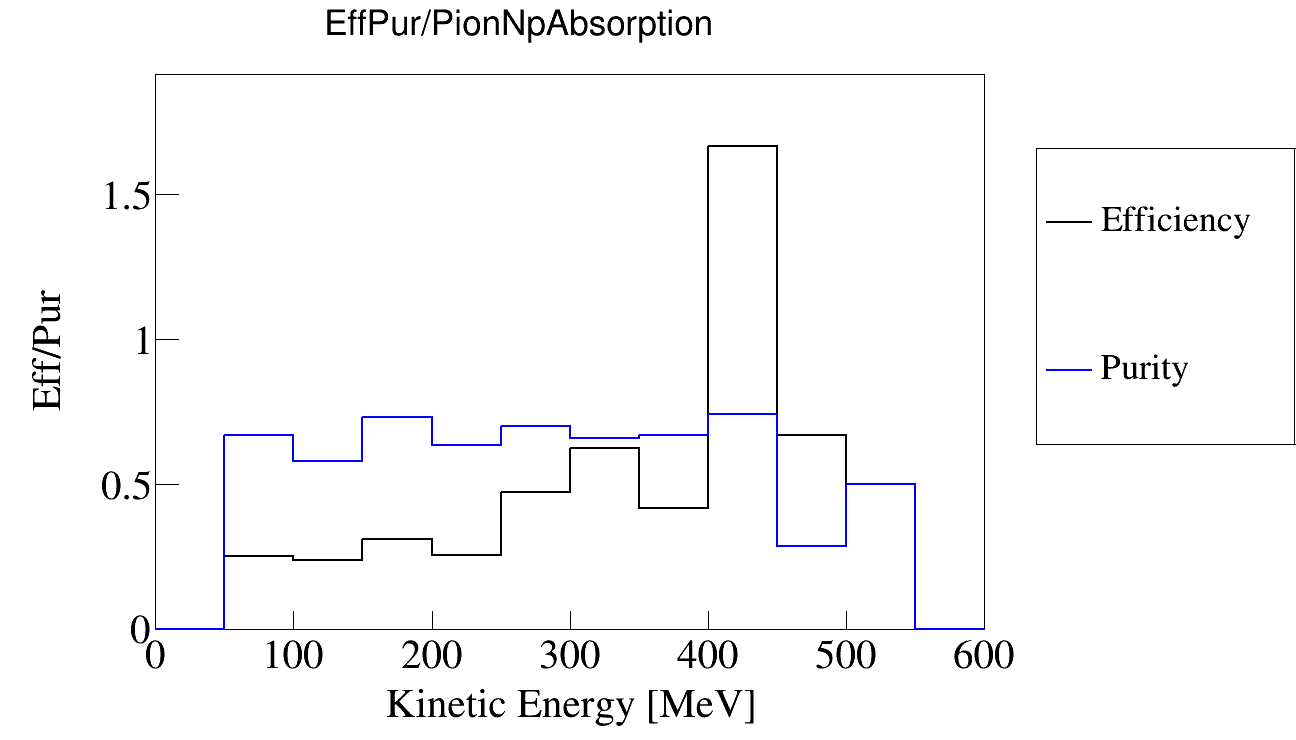 EffPur/PionNpAbsorption
Eff/Pur
1.5
1
0.5
0
0 100 200 300 400 500 600
Kinetic Energy [MeV]
Efficiency
Purity